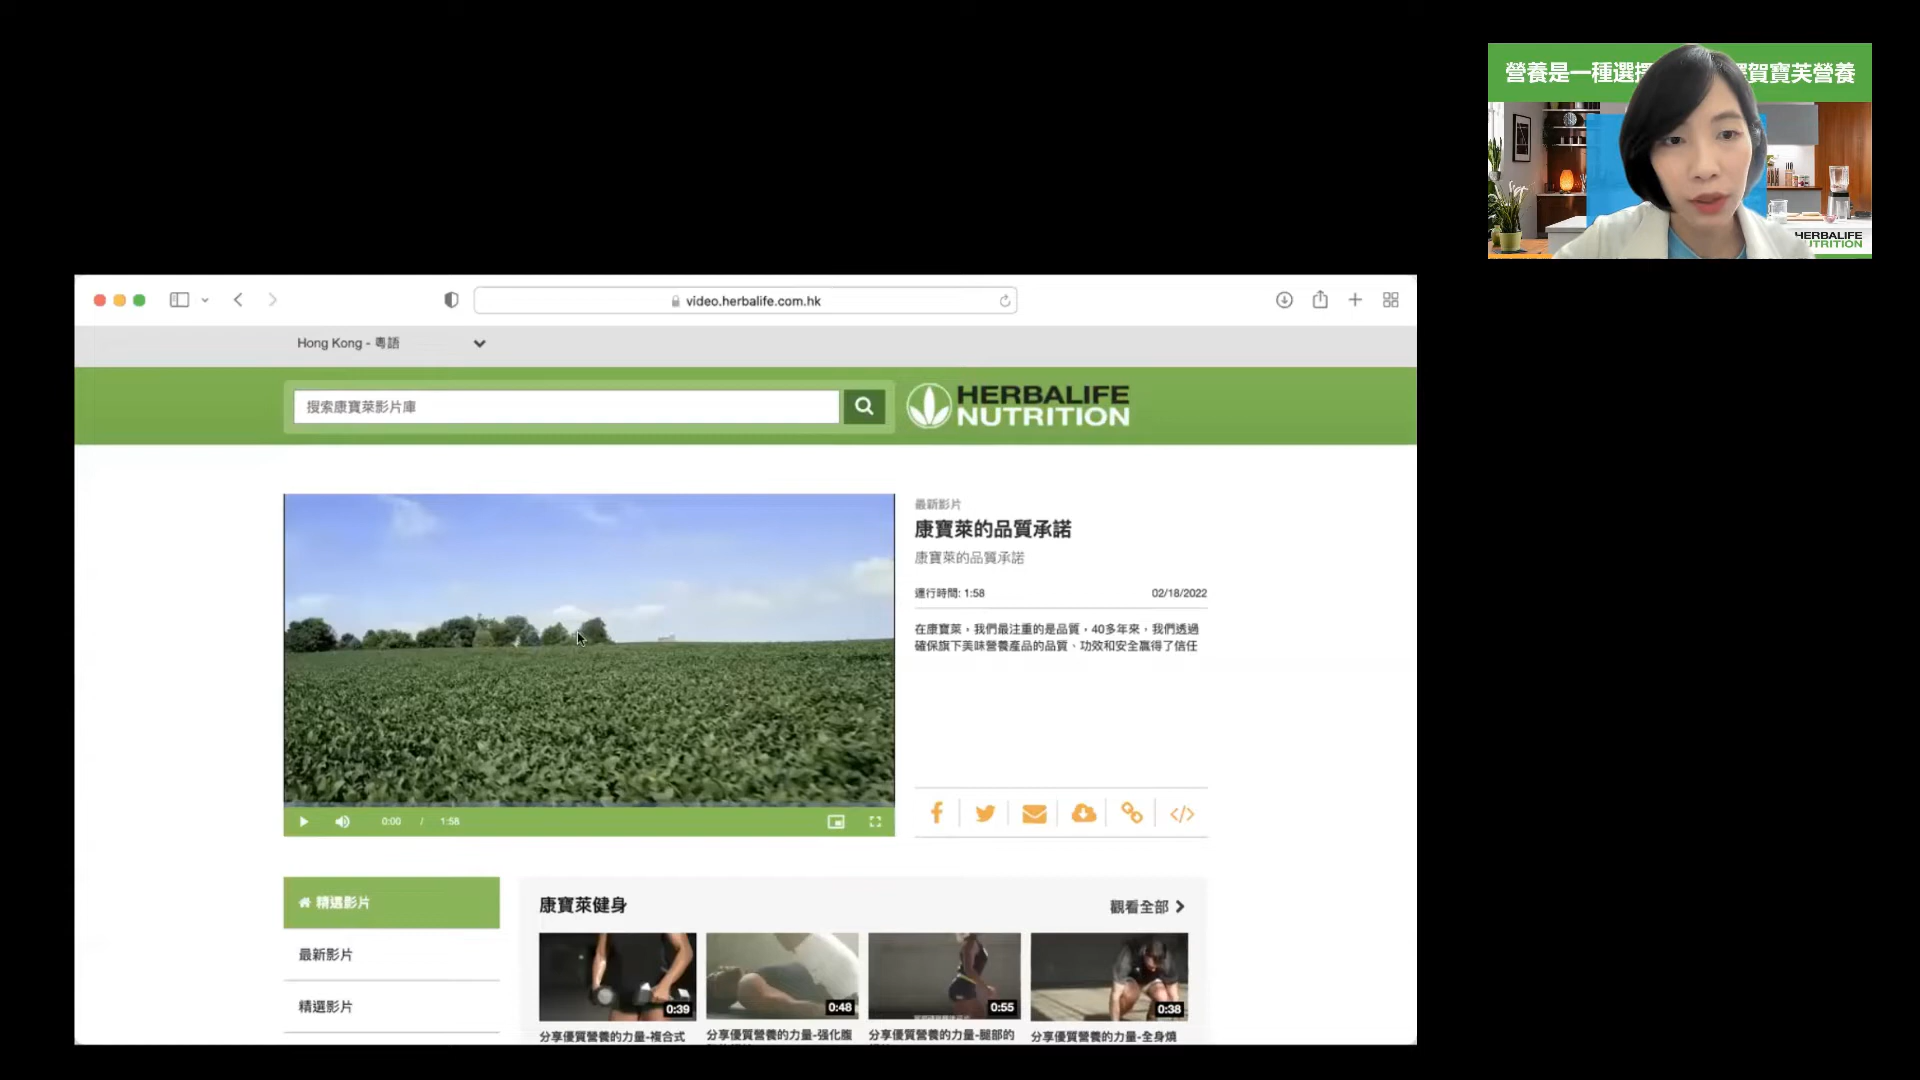 營養是一種選
賀寶芙營養
HERBALIFE
NUTRITION
video.herbalife.com.hk
Hong Kong - 粵語
搜索康寶萊影片庫
HERBALIFE
NUTRITION
最新影片
康寶萊的品質承諾
康寶萊的品質承諾
運行時間: 1:58
02/18/2022
在康寶萊，我們最注重的是品質，40多年來，我們透過
確保旗下美味營養產品的品質、功效和安全贏得了信任
0:00 / 1:58
精選影片
最新影片
精選影片
康寶萊健身
觀看全部
0:39
0:48
0:55
0:38
分享優質營養的力量-複合式
分享優質營養的力量-強化腹
分享優質營養的力量-腿部的
分享優質營養的力量-全身燒